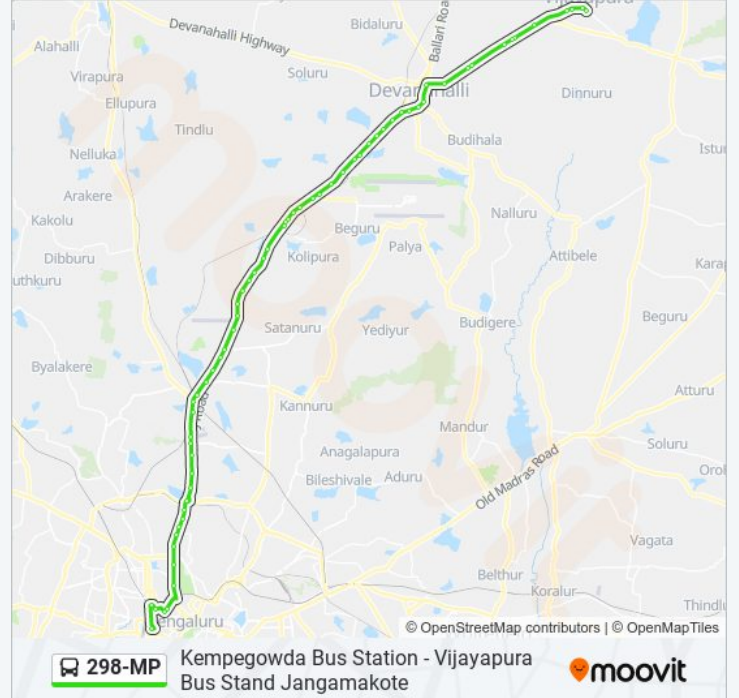 Vijayapura
Devanahalli Highway
Bidaluru
Ballari Roa
Alahalli
Virapura
Soluru
Ellupura
Devanahalli
Dinnuru
Tindlu
Budihala
Nelluka
Istu
Arakere
Kakolu
Nalluru
Beguru
Palya
Dibburu
Kolipura
Attibele
Kara
uthkuru
Satanuru
Yediyur
Budigere
Beguru
Byalakere
Atturu
Kannuru
y Road
Mandur
Anagalapura
Soluru
Bileshivale
Aduru
Old Madras Road
Orol
Vagata
Belthur
Koralur
Thindlu
Bengaluru
© OpenStreetMap contributors | © OpenMapTiles
298-MP
Kempegowda Bus Station - Vijayapura
Bus Stand Jangamakote
moovit